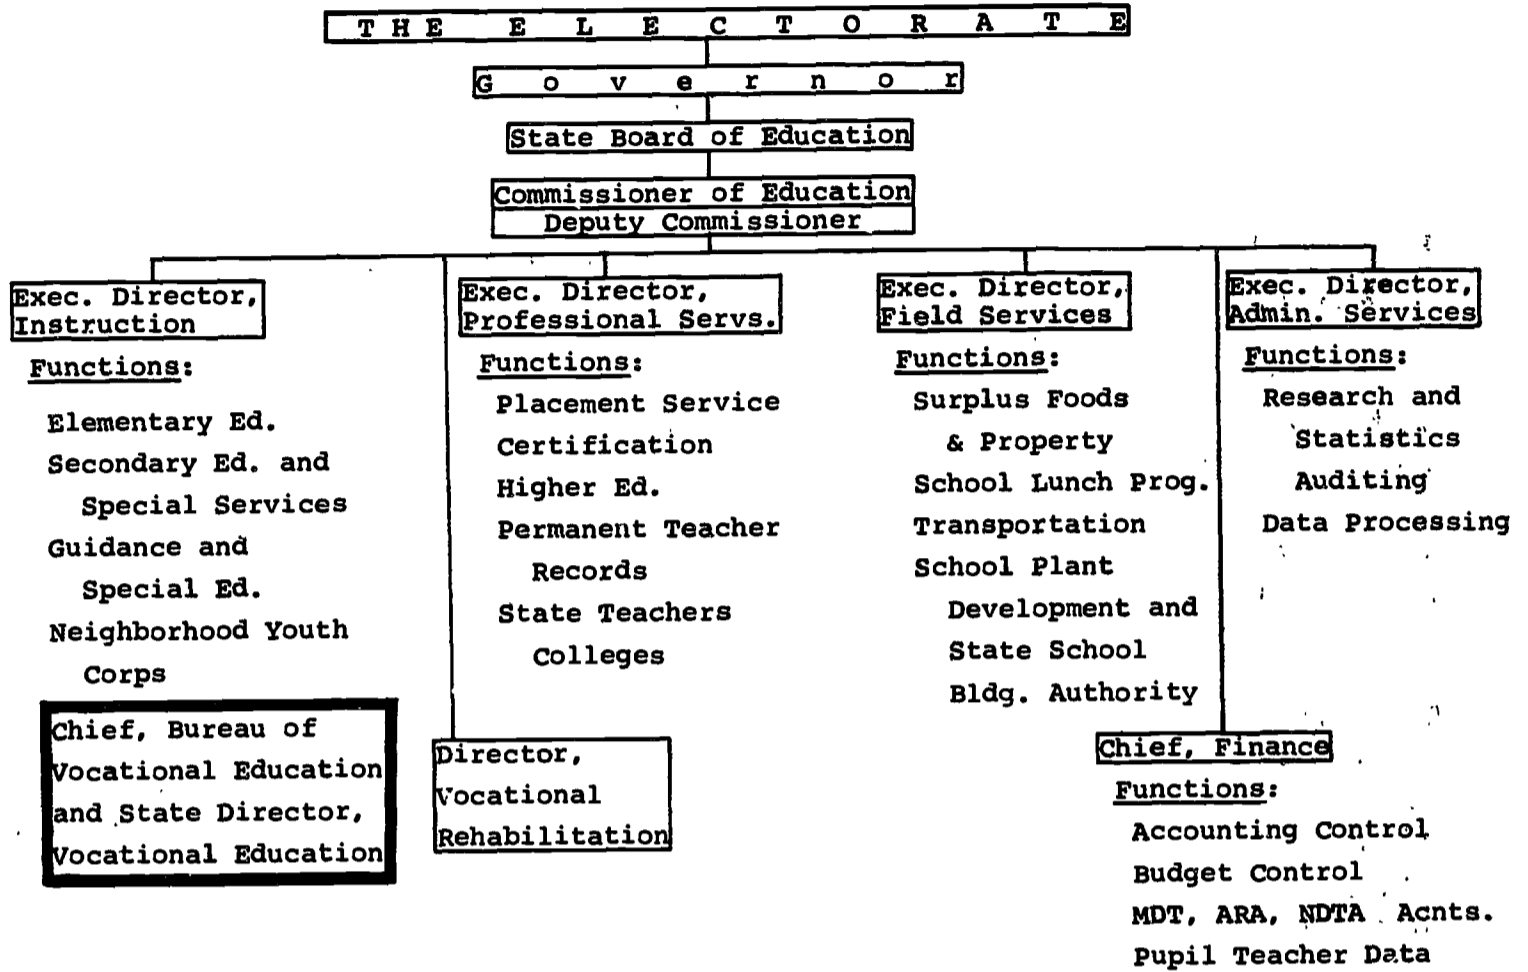 THE ELECTORATE
Governor
State Board of Education
Commissioner of Education
Deputy Commissioner
Exec. Director,
Instruction
Functions:
Elementary Ed.
Secondary Ed. and
Special Services
Guidance and
Special Ed.
Neighborhood Youth
Corps
Chief, Bureau of
Vocational Education
and State Director,
Vocational Education
Director,
Vocational
Rehabilitation
Exec. Director,
Professional Servs.
Functions:
Placement Service
Certification
Higher Ed.
Permanent Teacher
Records
State Teachers
Colleges
Exec. Director,
Field Services
Functions:
Surplus Foods
& Property
School Lunch Prog.
Transportation
School Plant
Development and
State School
Bldg. Authority
Exec. Director,
Admin. Services
Functions:
Research and
Statistics
Auditing
Data Processing
Chief, Finance
Functions:
Accounting Control
Budget Control
MDT, ARA, NDTA Acnts.
Pupil Teacher Data